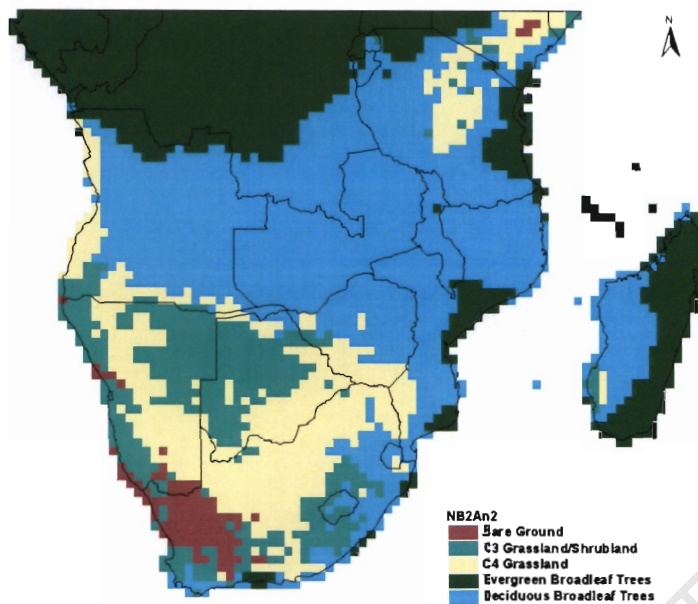 N
NB2An2
Bare Ground
C3 Grassland/Shrubland
C4 Grassland
Evergreen Broadleaf Trees
Deciduous Broadleaf Trees